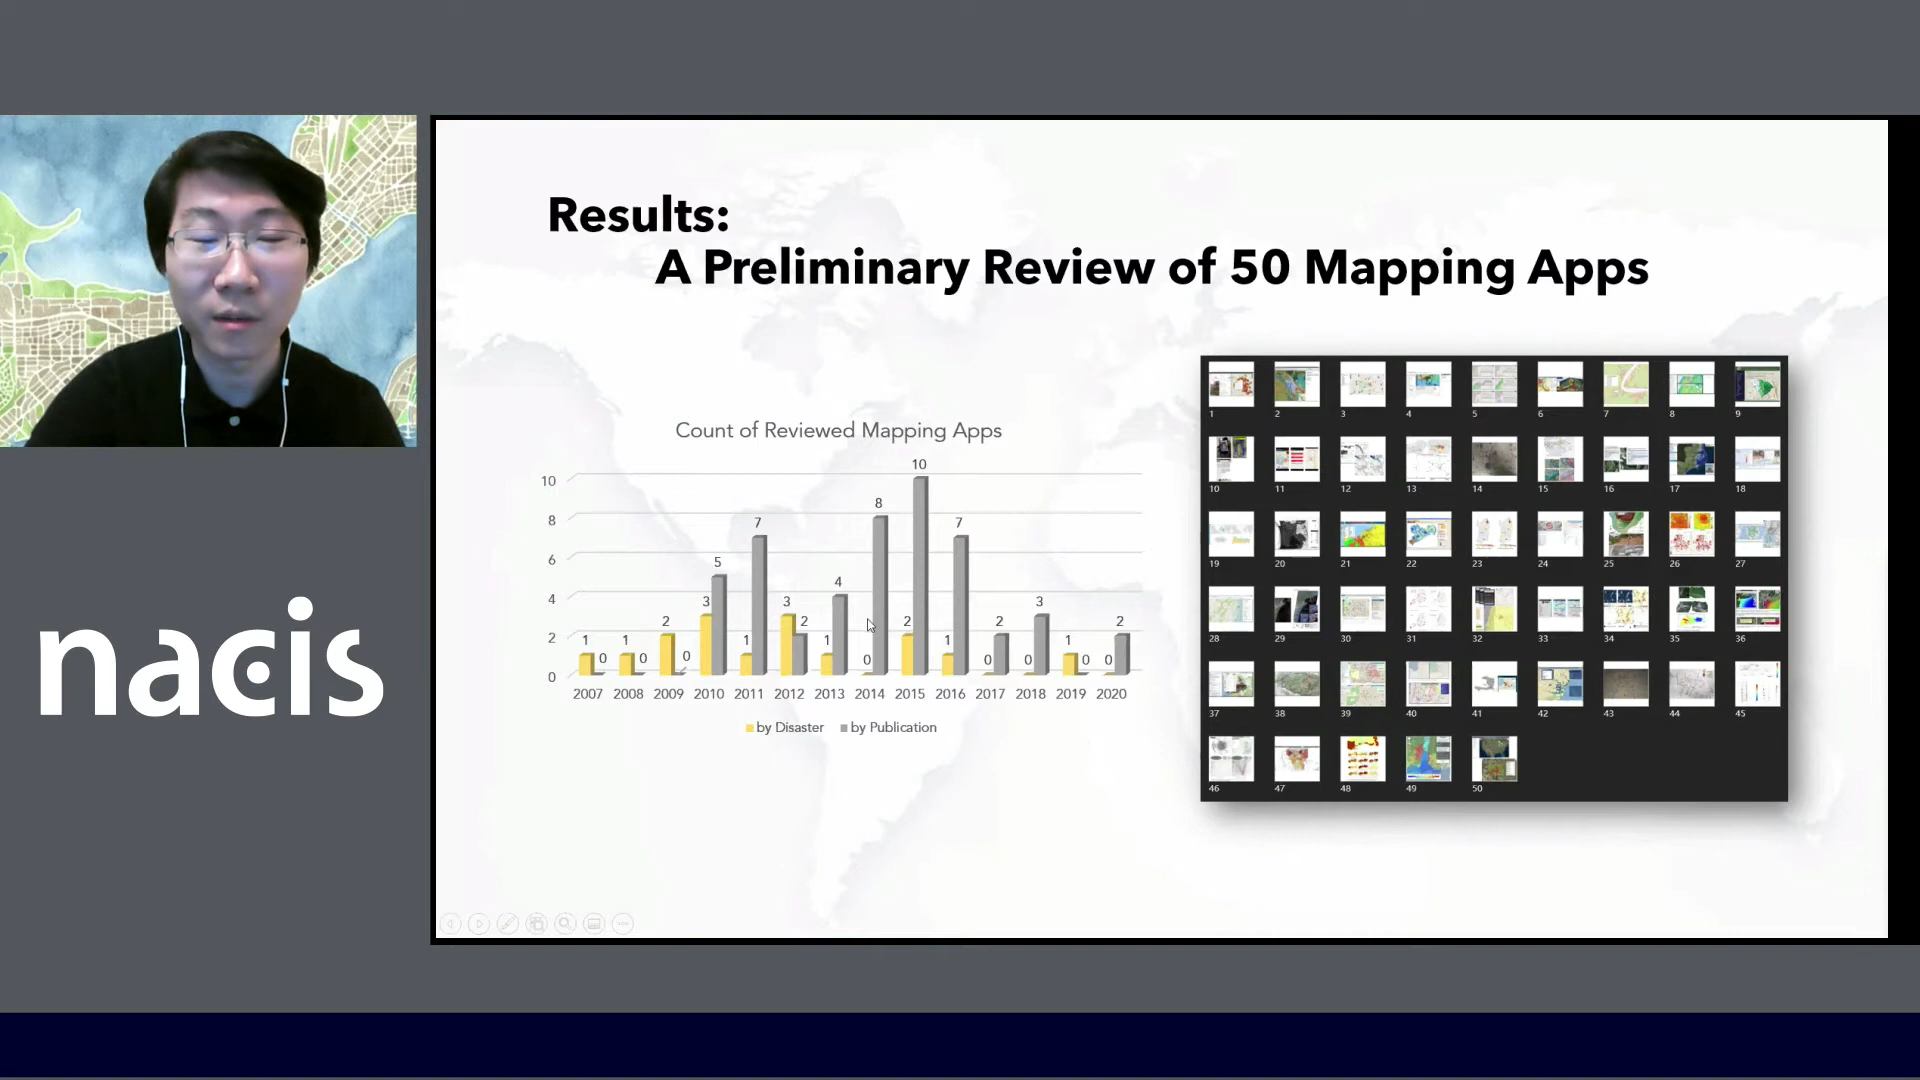 Results:
A Preliminary Review of 50 Mapping Apps
Count of Reviewed Mapping Apps
10
8
6
4
2
0
1 0
1 0
2 0
3 5
1 7
3 2
1 4
0 8
2 10
1 7
0 2
0 3
1 0
0 2
2007 2008 2009 2010 2011 2012 2013 2014 2015 2016 2017 2018 2019 2020
by Disaster by Publication
1 2 3 4 5 6 7 8 9
10 11 12 13 14 15 16 17 18
19 20 21 22 23 24 25 26 27
28 29 30 31 32 33 34 35 36
37 38 39 40 41 42 43 44 45
46 47 48 49 50
nacis